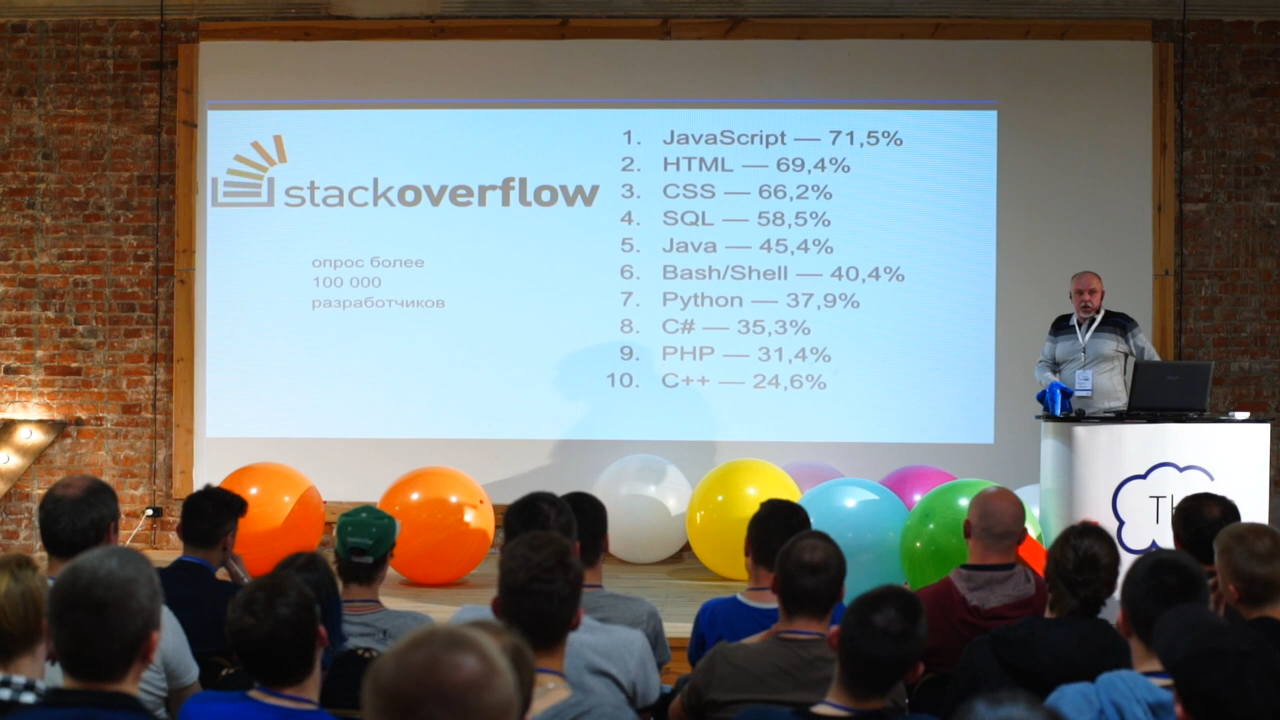 stackoverflow
опрос более
100 000
разработчиков
1. JavaScript — 71,5%
2. HTML — 69,4%
3. CSS — 66,2%
4. SQL — 58,5%
5. Java — 45,4%
6. Bash/Shell — 40,4%
7. Python — 37,9%
8. C# — 35,3%
9. PHP — 31,4%
10. C++ — 24,6%